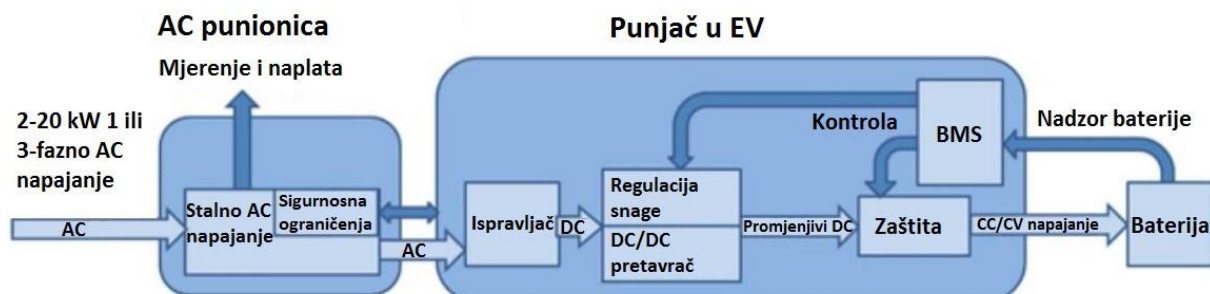 AC punionica
Punjač u EV
Mjerenje i naplata
2-20 kW 1 ili
3-fazno AC
napajanje
AC
Stalno AC
napajanje
Sigurnosna
ograničenja
AC
Ispravljač
DC
Regulacija
snage
DC/DC
pretavrač
Promjenjivi DC
Kontrola
BMS
Zaštita
Nadzor baterije
CC/CV napajanje
Baterija